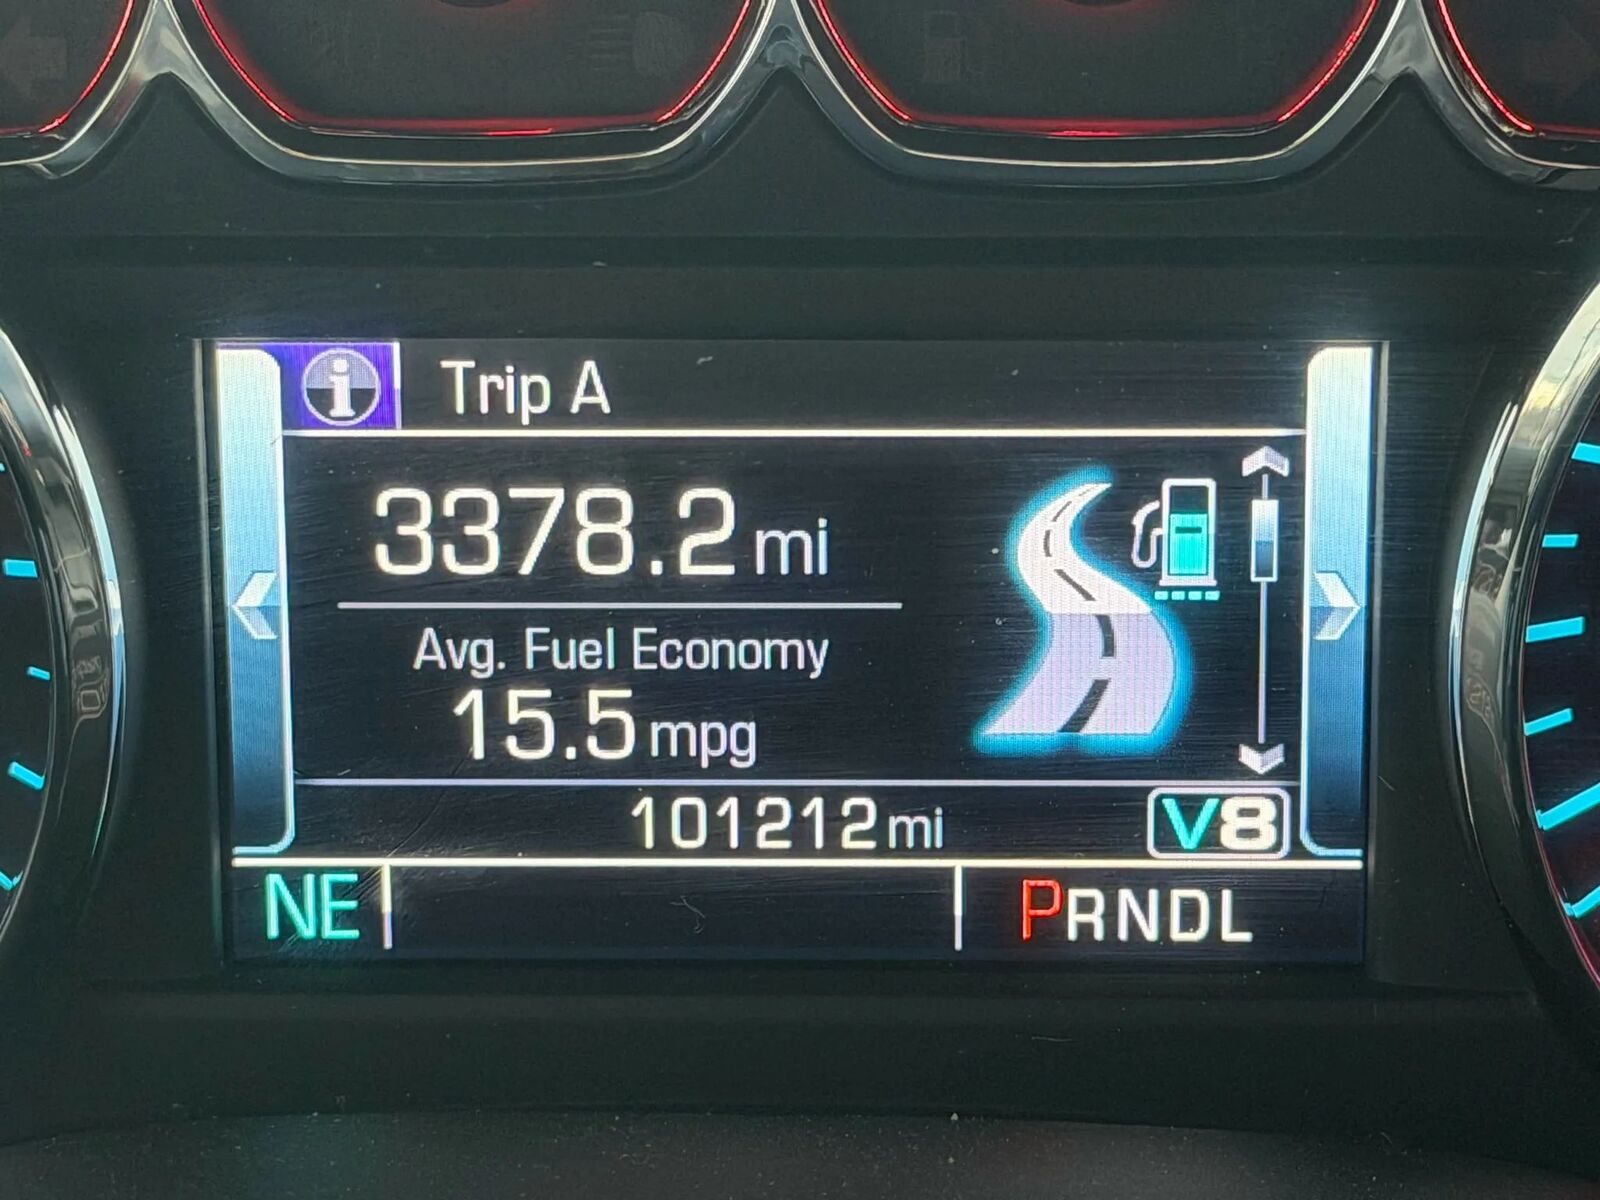 Trip A
3378.2 mi
Avg. Fuel Economy
15.5 mpg
101212 mi V8
NE PRNDL